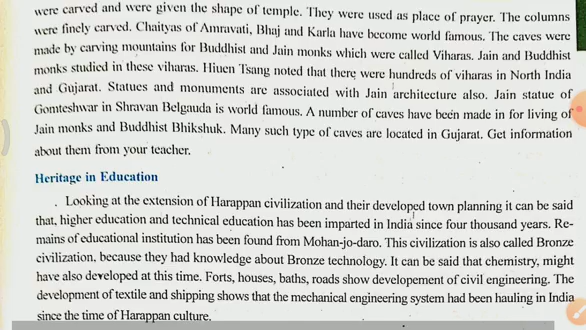 were carved and were given the shape of temple. They were used as place of prayer. The columns
were finely carved. Chaityas of Amravati, Bhaj and Karla have become world famous. The caves were
made by carving mountains for Buddhist and Jain monks which were called Viharas. Jain and Buddhist
monks studied in these viharas. Hiuen Tsang noted that there were hundreds of viharas in North India
and Gujarat. Statues and monuments are associated with Jain architecture also. Jain statue of
Gomteshwar in Shravan Belgauda is world famous. A number of caves have been made in for living of
Jain monks and Buddhist Bhikshuk. Many such type of caves are located in Gujarat. Get information
about them from your teacher.
Heritage in Education
Looking at the extension of Harappan civilization and their developed town planning it can be said
that, higher education and technical education has been imparted in India since four thousand years. Re-
mains of educational institution has been found from Mohan-jo-daro. This civilization is also called Bronze
civilization, because they had knowledge about Bronze technology. It can be said that chemistry, might
have also developed at this time. Forts, houses, baths, roads show developement of civil engineering. The
development of textile and shipping shows that the mechanical engineering system had been hauling in India
since the time of Harappan culture.